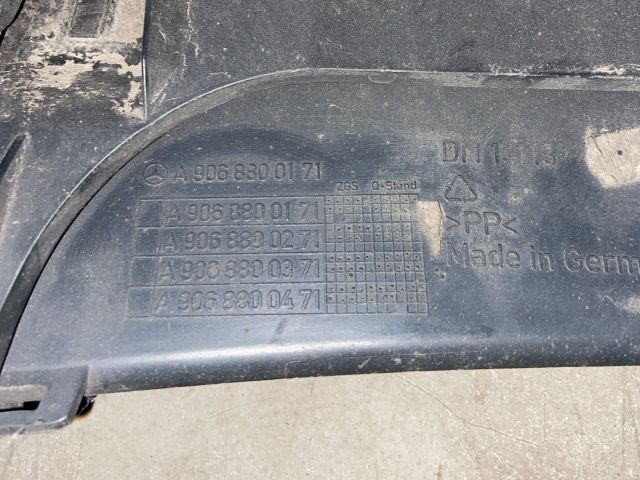 A 906 880 01 71
ZGS Q-Stand
A 906 880 01 71
A 906 880 02 71
A 906 880 03 71
A 906 880 04 71
DN
>PP<
Made in Germ